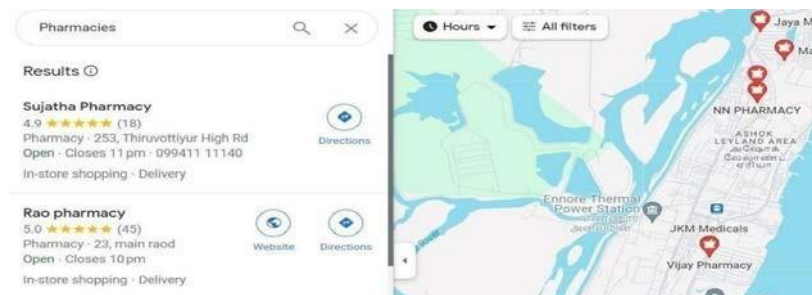 Pharmacies
Results
Sujatha Pharmacy
4.9 ★★★★★ (18)
Pharmacy · 253, Thiruvottiyur High Rd
Open · Closes 11 pm · 099411 11140
In-store shopping · Delivery
Directions
Rao pharmacy
5.0 ★★★★★ (45)
Pharmacy · 23, main raod
Open · Closes 10 pm
In-store shopping · Delivery
Website
Directions
Hours
All filters
Jaya M
Ma
NN PHARMACY
ASHOK
LEYLAND AREA
Ennore Thermal
Power Station
JKM Medicals
Vijay Pharmacy